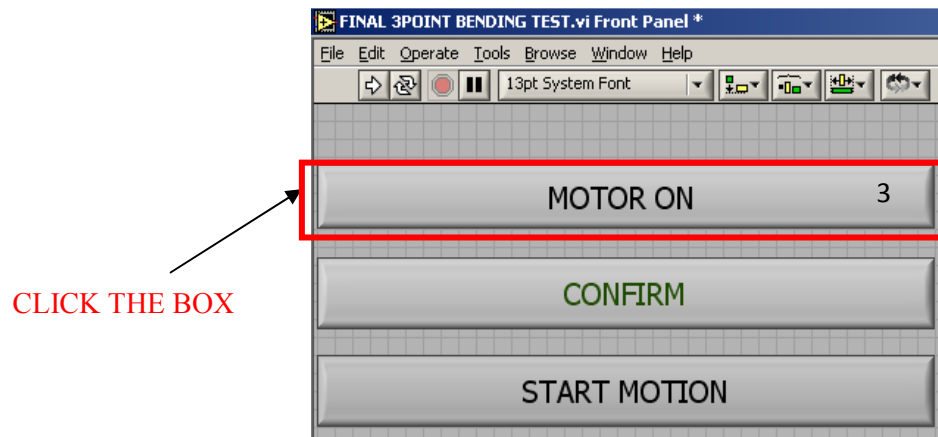 FINAL 3POINT BENDING TEST.vi Front Panel *
File Edit Operate Tools Browse Window Help
13pt System Font
MOTOR ON 3
CLICK THE BOX
CONFIRM
START MOTION